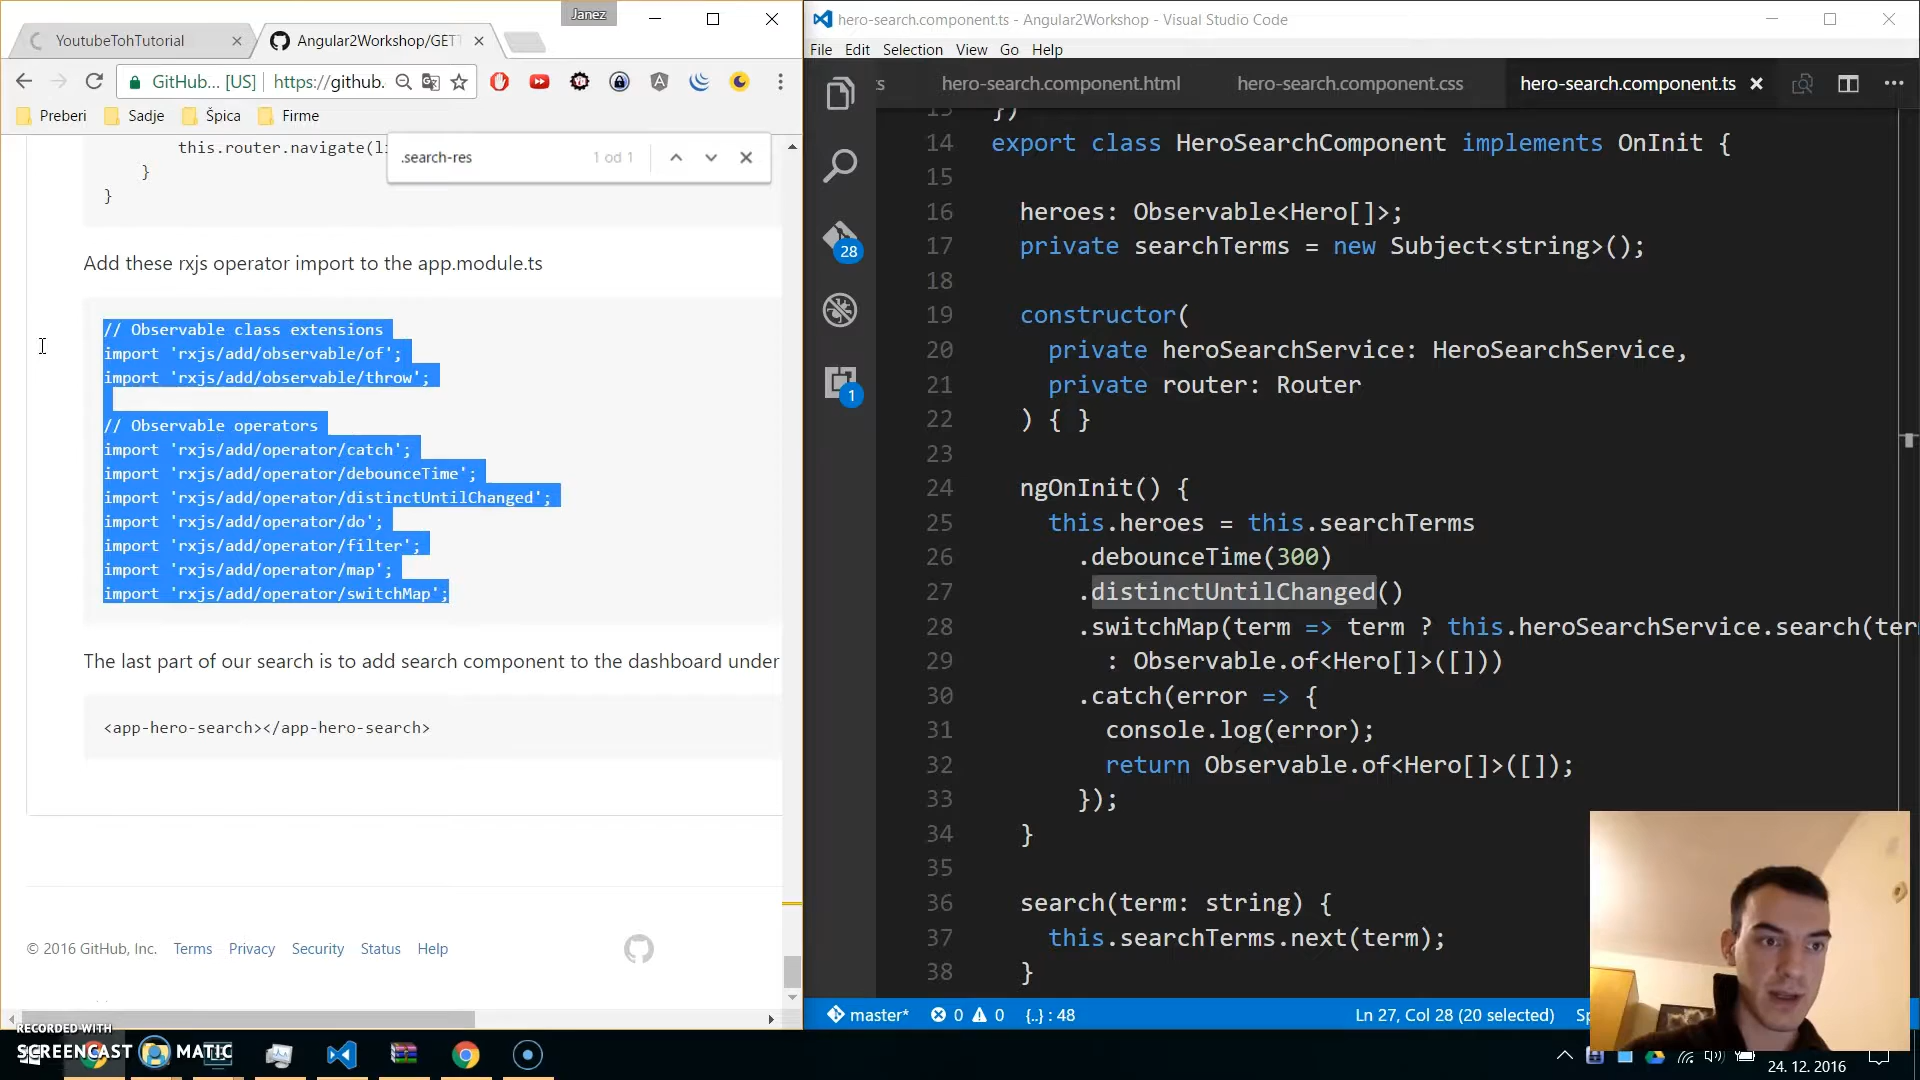 Janez
YoutubeTohTutorial
Angular2Workshop/GET
GitHub... [US]
https://github.
Preberi
Sadje
Špica
Firme
.search-res
1 od 1
this.router.navigate(li
}
}
Add these rxjs operator import to the app.module.ts
// Observable class extensions
import 'rxjs/add/observable/of';
import 'rxjs/add/observable/throw';
// Observable operators
import 'rxjs/add/operator/catch';
import 'rxjs/add/operator/debounceTime';
import 'rxjs/add/operator/distinctUntilChanged';
import 'rxjs/add/operator/do';
import 'rxjs/add/operator/filter';
import 'rxjs/add/operator/map';
import 'rxjs/add/operator/switchMap';
The last part of our search is to add search component to the dashboard under
<app-hero-search></app-hero-search>
© 2016 GitHub, Inc. Terms Privacy Security Status Help
hero-search.component.ts - Angular2Workshop - Visual Studio Code
File Edit Selection View Go Help
ts hero-search.component.html hero-search.component.css hero-search.component.ts
28
1
13 })
14 export class HeroSearchComponent implements OnInit {
15
16 heroes: Observable<Hero[]>;
17 private searchTerms = new Subject<string>();
18
19 constructor(
20 private heroSearchService: HeroSearchService,
21 private router: Router
22 ) { }
23
24 ngOnInit() {
25 this.heroes = this.searchTerms
26 .debounceTime(300)
27 .distinctUntilChanged()
28 .switchMap(term => term ? this.heroSearchService.search(ter
29 : Observable.of<Hero[]>([]))
30 .catch(error => {
31 console.log(error);
32 return Observable.of<Hero[]>([]);
33 });
34 }
35
36 search(term: string) {
37 this.searchTerms.next(term);
38 }
master* 0 0 {..} : 48 Ln 27, Col 28 (20 selected) Sp
RECORDED WITH
SCREENCAST MATIC
24. 12. 2016